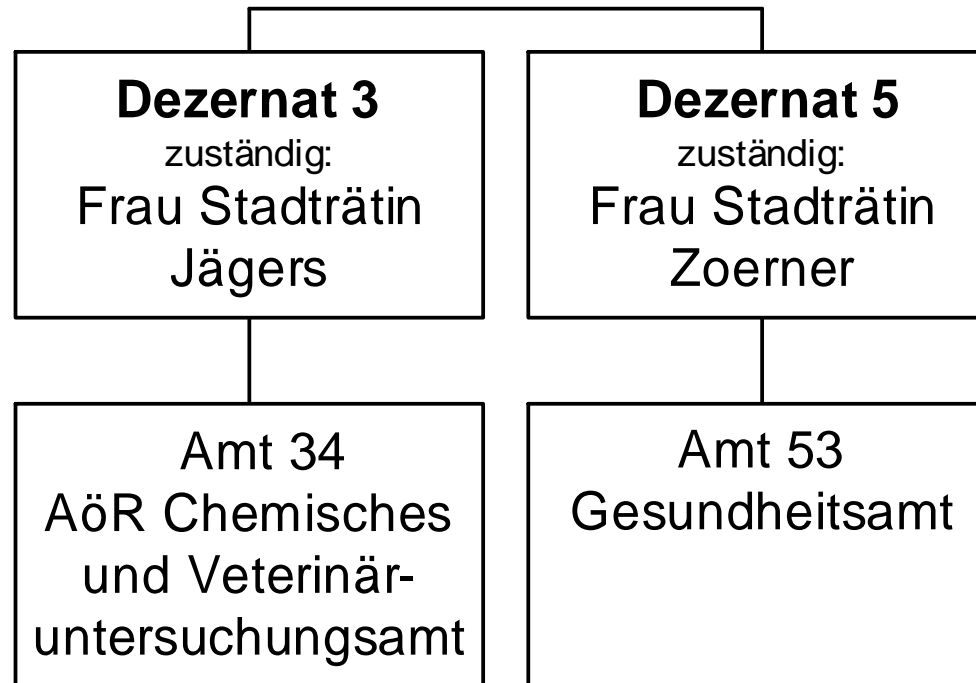 Dezernat 3
zuständig:
Frau Stadträtin
Jägers
Dezernat 5
zuständig:
Frau Stadträtin
Zoerner
Amt 34
AöR Chemisches
und Veterinär-
untersuchungsamt
Amt 53
Gesundheitsamt